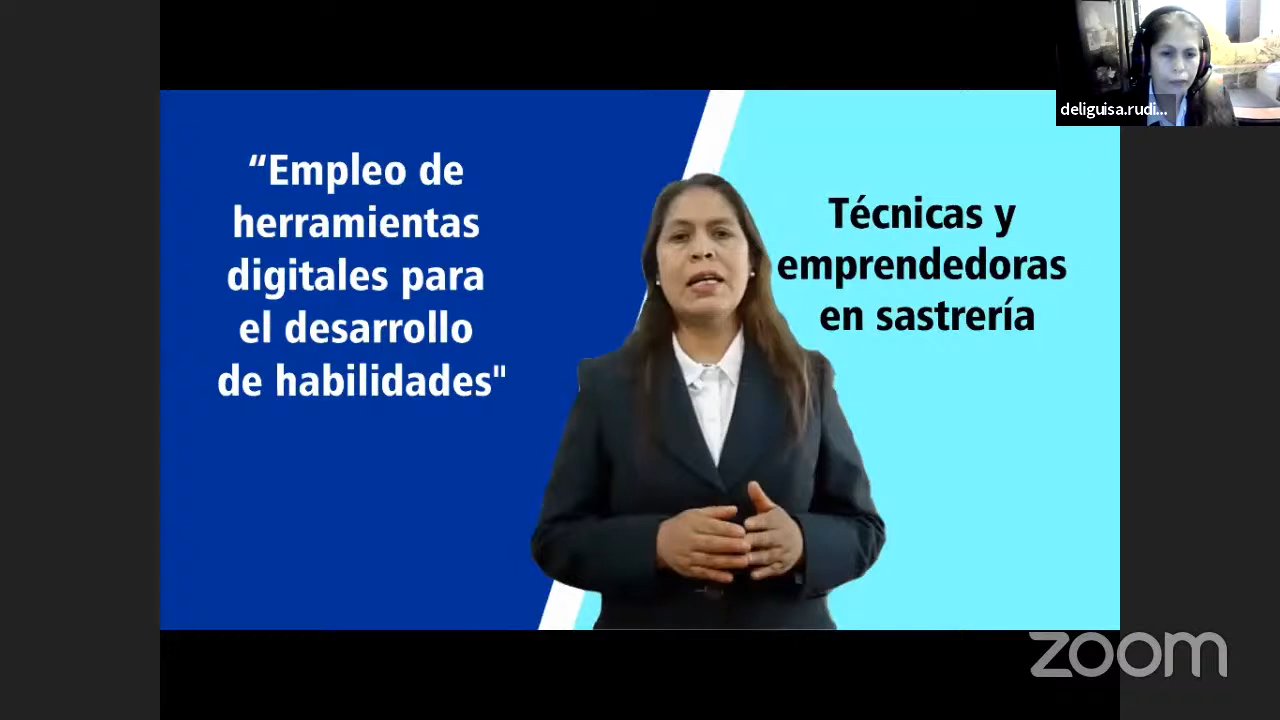 “Empleo de
herramientas
digitales para
el desarrollo
de habilidades"
Técnicas y
emprendedoras
en sastrería
deliguisa.rudi...
zoom